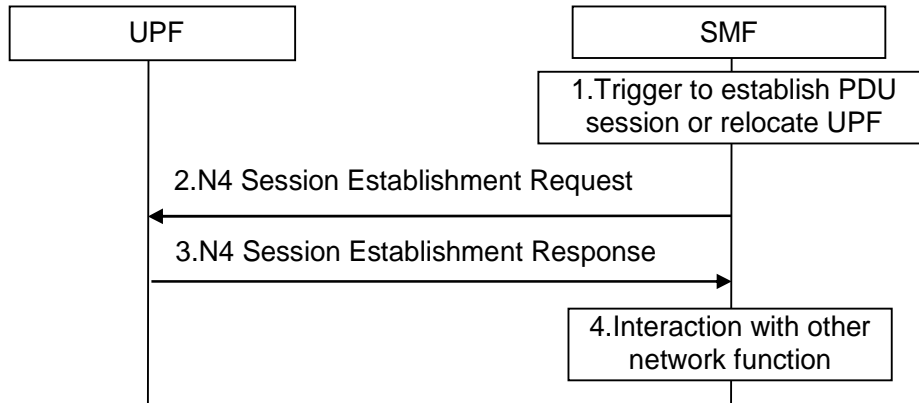 UPF
SMF
1.Trigger to establish PDU
session or relocate UPF
2.N4 Session Establishment Request
3.N4 Session Establishment Response
4.Interaction with other
network function